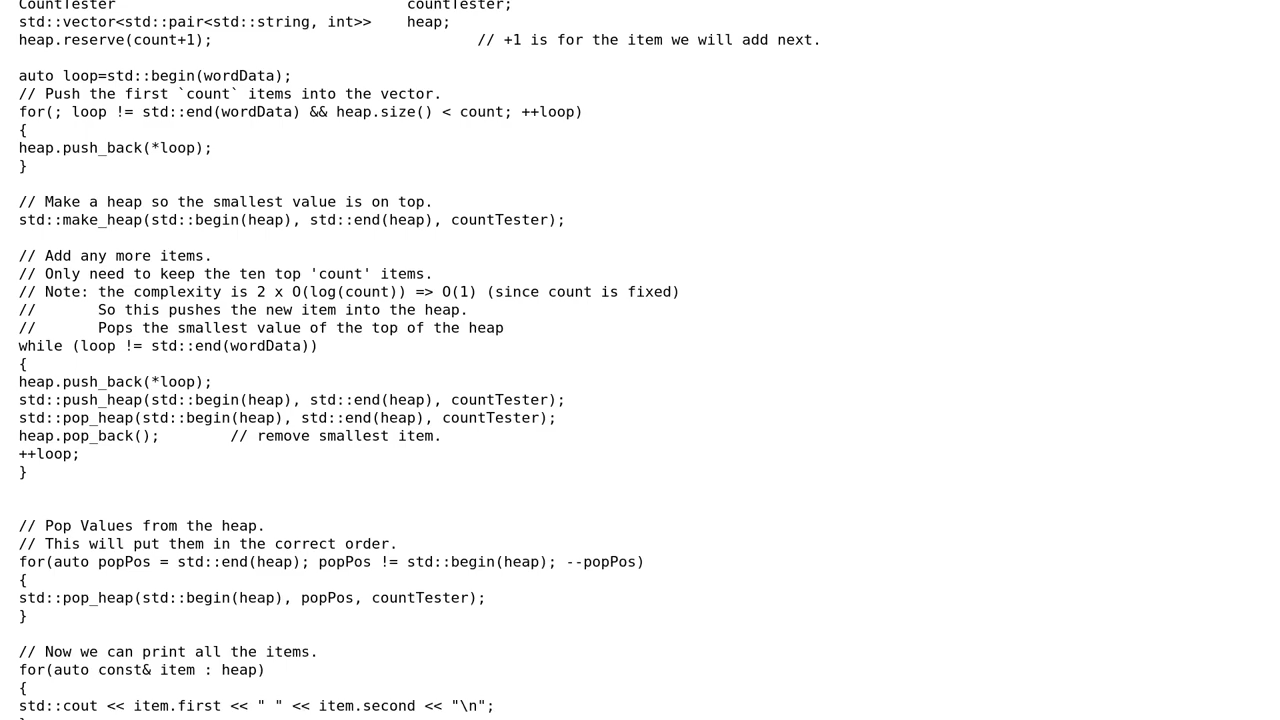 CountTester                                 countTester;
std::vector<std::pair<std::string, int>>    heap;
heap.reserve(count+1);                              // +1 is for the item we will add next.

auto loop=std::begin(wordData);
// Push the first `count` items into the vector.
for(; loop != std::end(wordData) && heap.size() < count; ++loop)
{
heap.push_back(*loop);
}

// Make a heap so the smallest value is on top.
std::make_heap(std::begin(heap), std::end(heap), countTester);

// Add any more items.
// Only need to keep the ten top 'count' items.
// Note: the complexity is 2 x O(log(count)) => O(1) (since count is fixed)
//       So this pushes the new item into the heap.
//       Pops the smallest value of the top of the heap
while (loop != std::end(wordData))
{
heap.push_back(*loop);
std::push_heap(std::begin(heap), std::end(heap), countTester);
std::pop_heap(std::begin(heap), std::end(heap), countTester);
heap.pop_back();        // remove smallest item.
++loop;
}


// Pop Values from the heap.
// This will put them in the correct order.
for(auto popPos = std::end(heap); popPos != std::begin(heap); --popPos)
{
std::pop_heap(std::begin(heap), popPos, countTester);
}

// Now we can print all the items.
for(auto const& item : heap)
{
std::cout << item.first << " " << item.second << "\n";
}